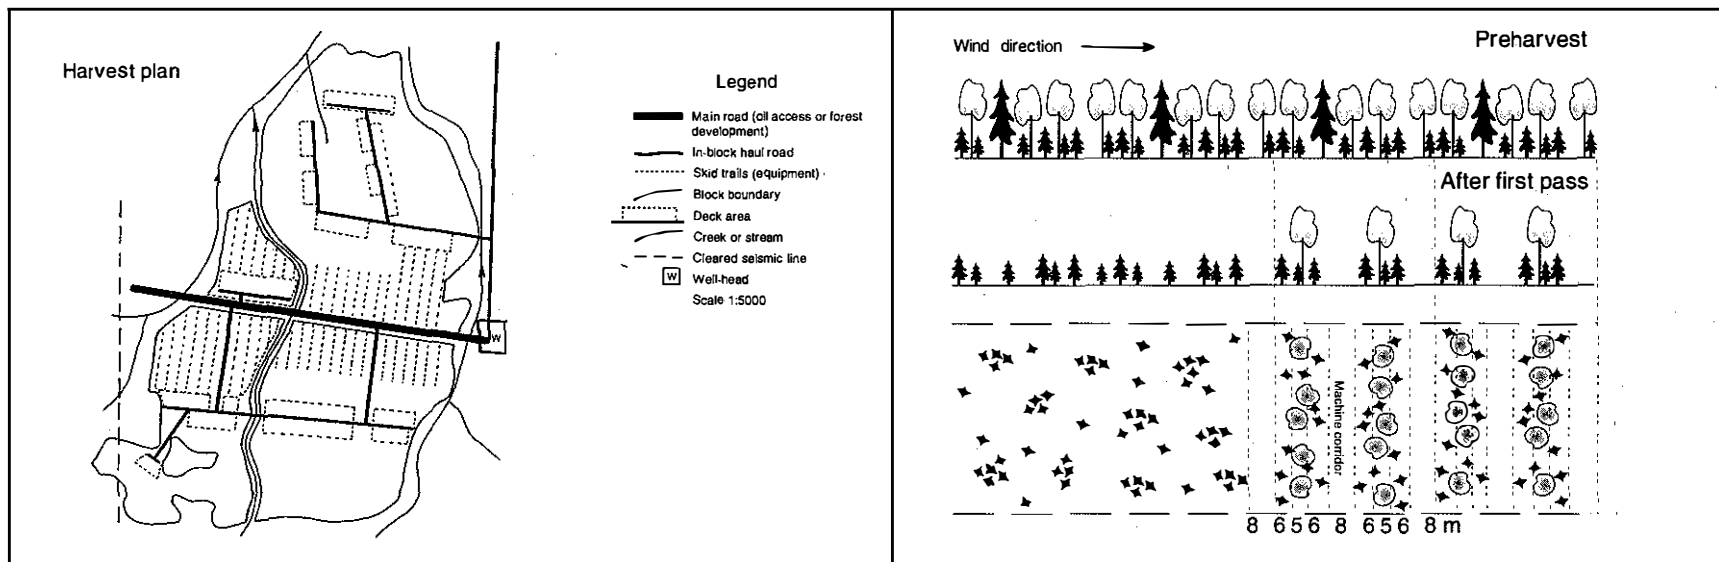 Harvest plan
Legend
Main road (oil access or forest
development)
In-block haul road
Skid trails (equipment)
Block boundary
Deck area
Creek or stream
Cleared seismic line
W Well-head
Scale 1:5000
W
Wind direction
Preharvest
After first pass
Machine corridor
8 6 5 6 8 6 5 6 8 m